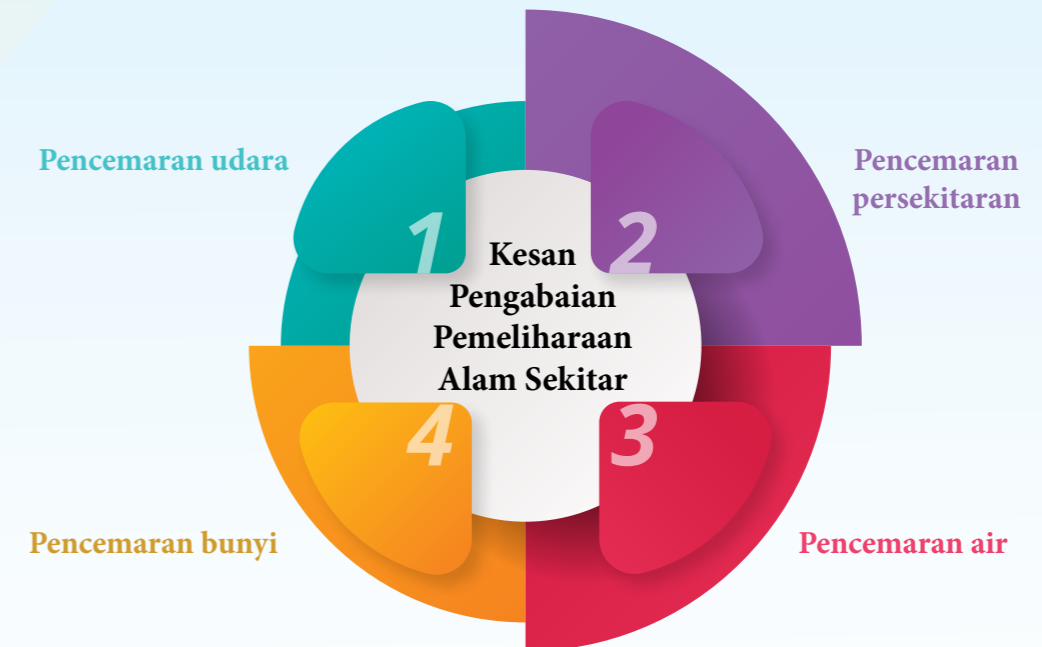 Pencemaran udara
1
2
Pencemaran
persekitaran
Kesan
Pengabaian
Pemeliharaan
Alam Sekitar
4
3
Pencemaran bunyi
Pencemaran air